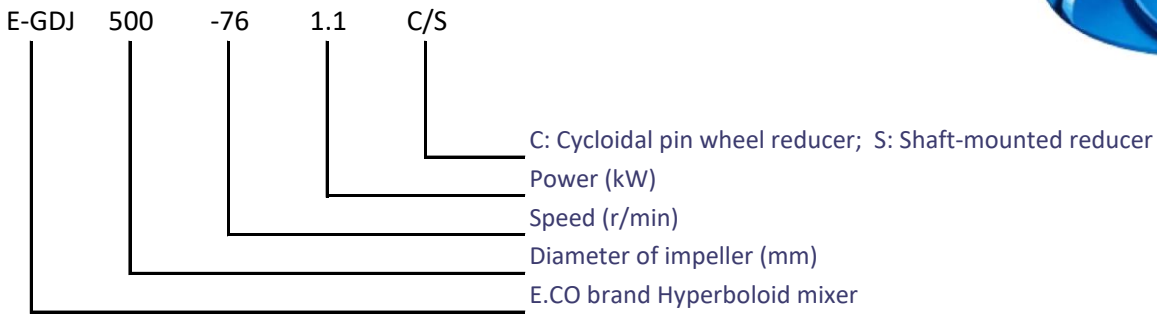 E-GDJ 500 -76 1.1 C/S
C: Cycloidal pin wheel reducer; S: Shaft-mounted reducer
Power (kW)
Speed (r/min)
Diameter of impeller (mm)
E.CO brand Hyperboloid mixer